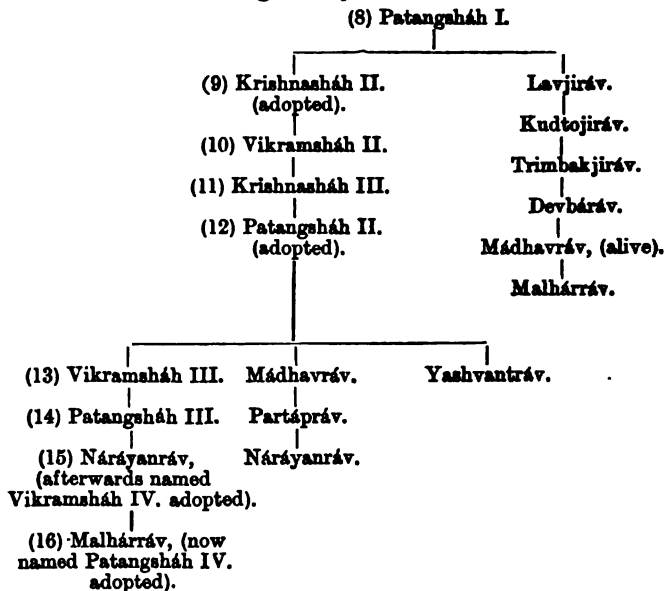 (8) Patangsháh I.
(9) Krishnasháh II.
(adopted).
(10) Vikramsháh II.
(11) Krishnasháh III.
(12) Patangsháh II.
(adopted).
Lavjiráv.
Kudtojiráv.
Trimbakjiráv.
Devbáráv.
Mádhavráv, (alive).
Malhárráv.
(13) Vikramsháh III.
(14) Patangsháh III.
(15) Náráyanráv,
(afterwards named
Vikramsháh IV. adopted).
(16) Malhárráv, (now
named Patangsháh IV.
adopted).
Mádhavráv.
Partápráv.
Náráyanráv.
Yashvantráv.